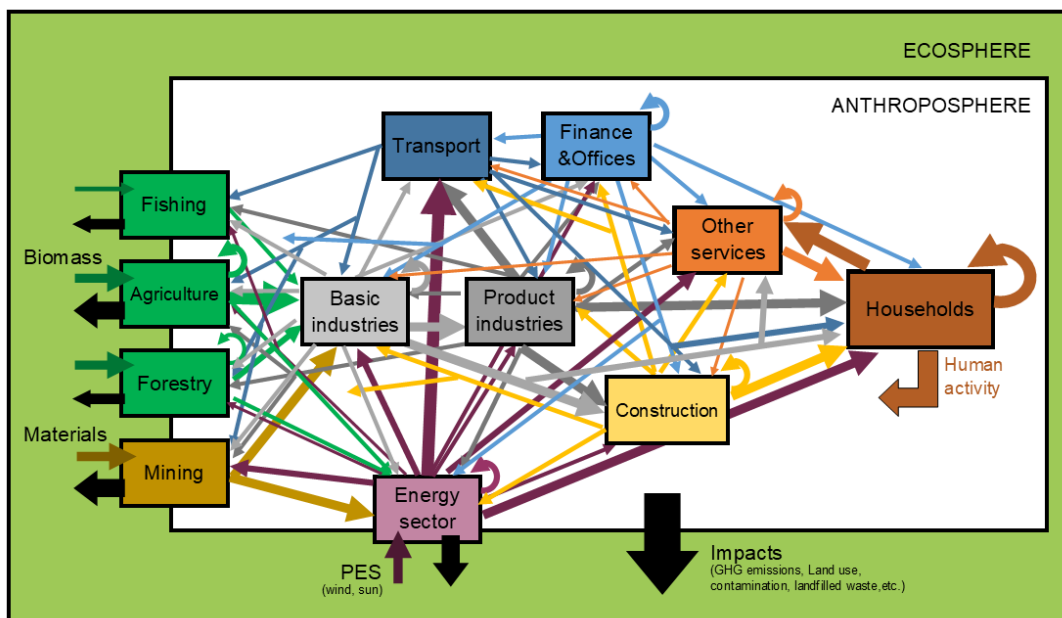 ECOSPHERE
ANTHROPOSPHERE
Transport
Finance
&Offices
Fishing
Other
services
Biomass
Agriculture
Basic
industries
Product
industries
Households
Forestry
Human
activity
Construction
Materials
Mining
Energy
sector
PES
(wind, sun)
Impacts
(GHG emissions, Land use,
contamination, landfilled waste,etc.)